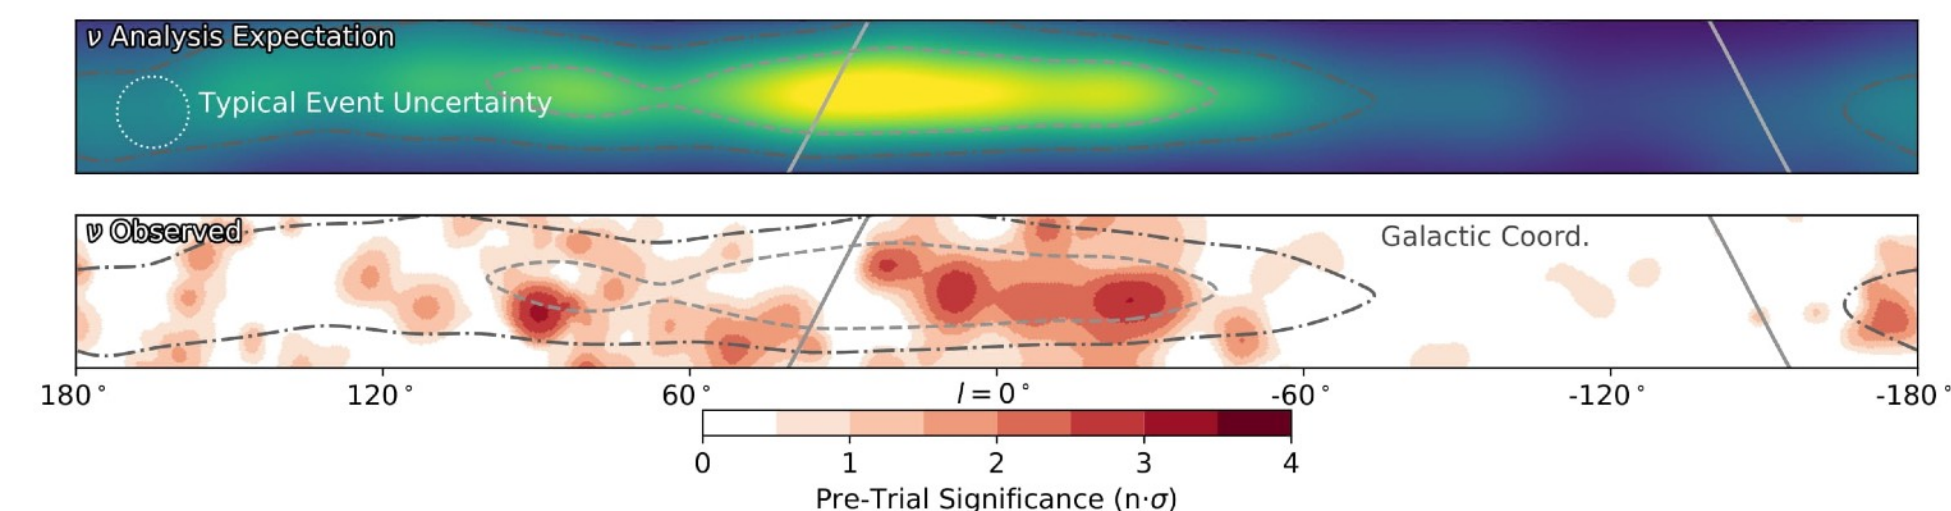 ν Analysis Expectation
Typical Event Uncertainty
ν Observed
Galactic Coord.
180° 120° 60° l = 0° -60° -120° -180°
0 1 2 3 4
Pre-Trial Significance (n·σ)